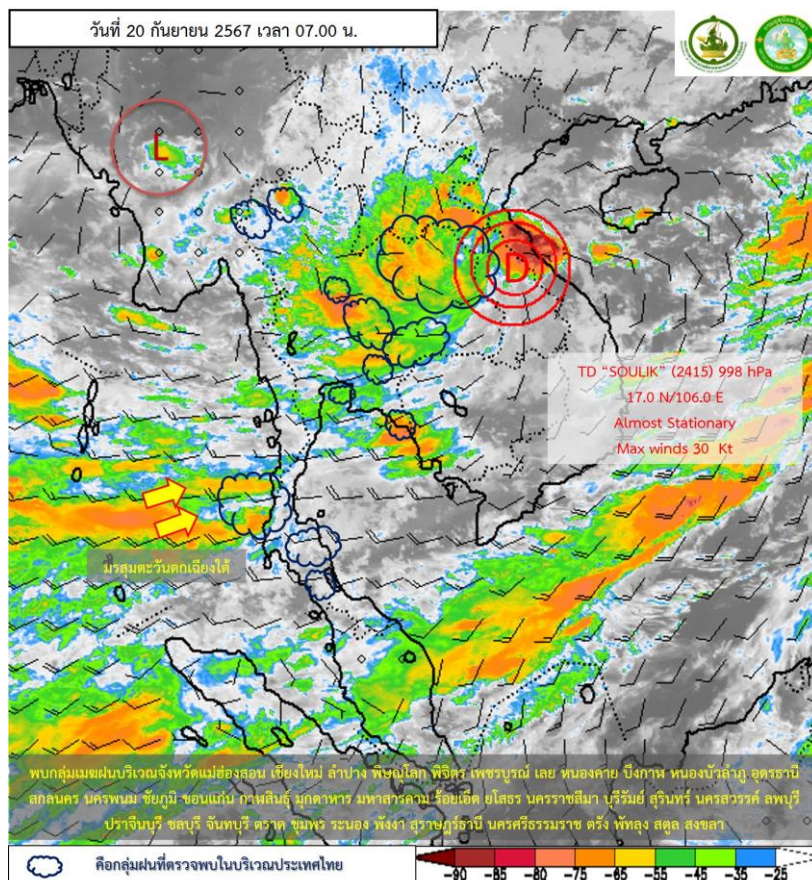 วันที่ 20 กันยายน 2567 เวลา 07.00 น.
L
D
TD “SOULIK” (2415) 998 hPa
17.0 N/106.0 E
Almost Stationary
Max winds 30 Kt
มรสุมตะวันตกเฉียงใต้
พบกลุ่มเมฆฝนบริเวณจังหวัดแม่ฮ่องสอน เชียงใหม่ ลำปาง พิษณุโลก พิจิตร เพชรบูรณ์ เลย หนองคาย บึงกาฬ หนองบัวลำภู อุดรธานี
สกลนคร นครพนม ชัยภูมิ ขอนแก่น กาฬสินธุ์ มุกดาหาร มหาสารคาม ร้อยเอ็ด ยโสธร นครราชสีมา บุรีรัมย์ สุรินทร์ นครสวรรค์ ลพบุรี
ปราจีนบุรี ชลบุรี จันทบุรี ตราด ชุมพร ระนอง พังงา สุราษฎร์ธานี นครศรีธรรมราช ตรัง พัทลุง สตูล สงขลา
คือกลุ่มฝนที่ตรวจพบในบริเวณประเทศไทย
-90 -85 -80 -75 -65 -55 -45 -35 -25